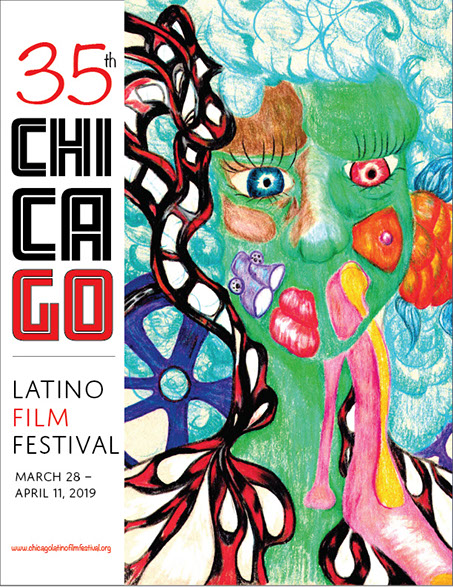 35th
CHI
CA
GO
LATINO
FILM
FESTIVAL
MARCH 28 –
APRIL 11, 2019
www.chicagolatinofilmfestival.org